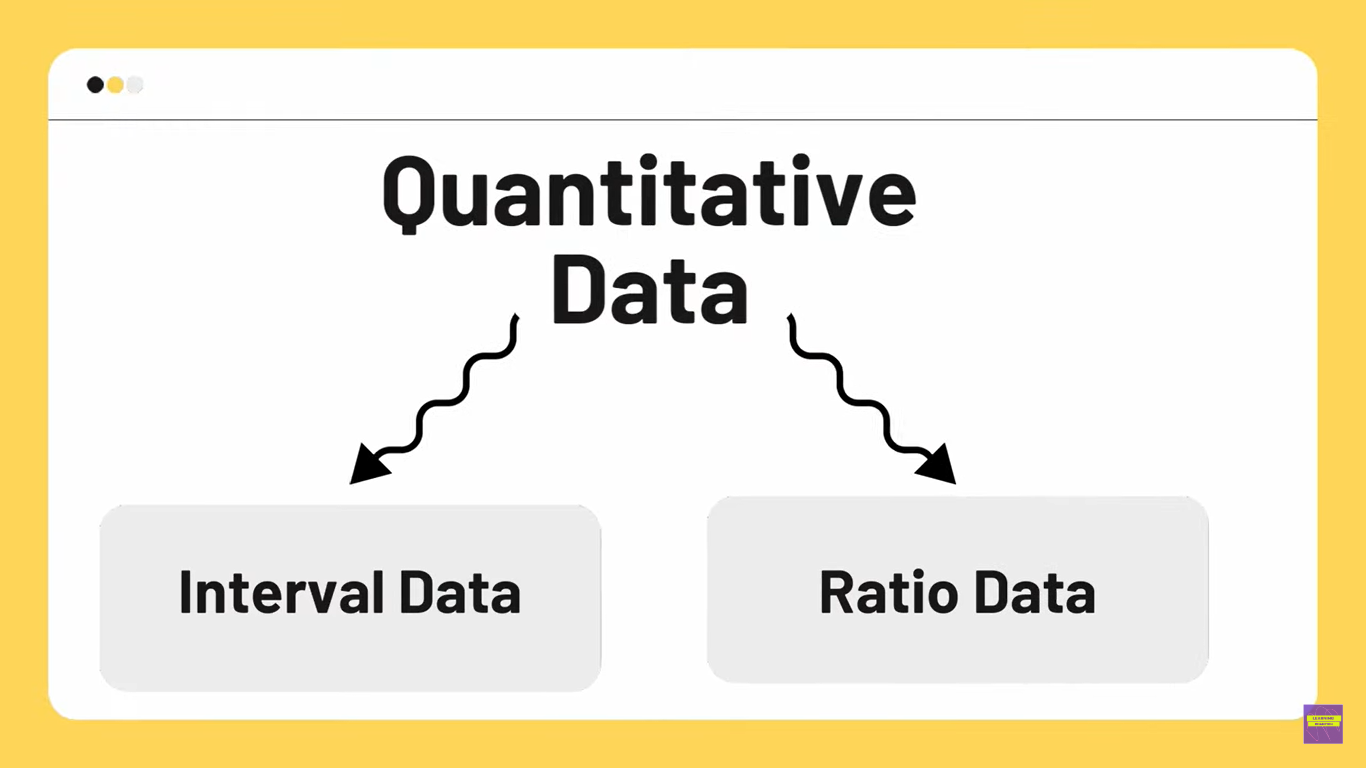 Quantitative
Data
Interval Data
Ratio Data